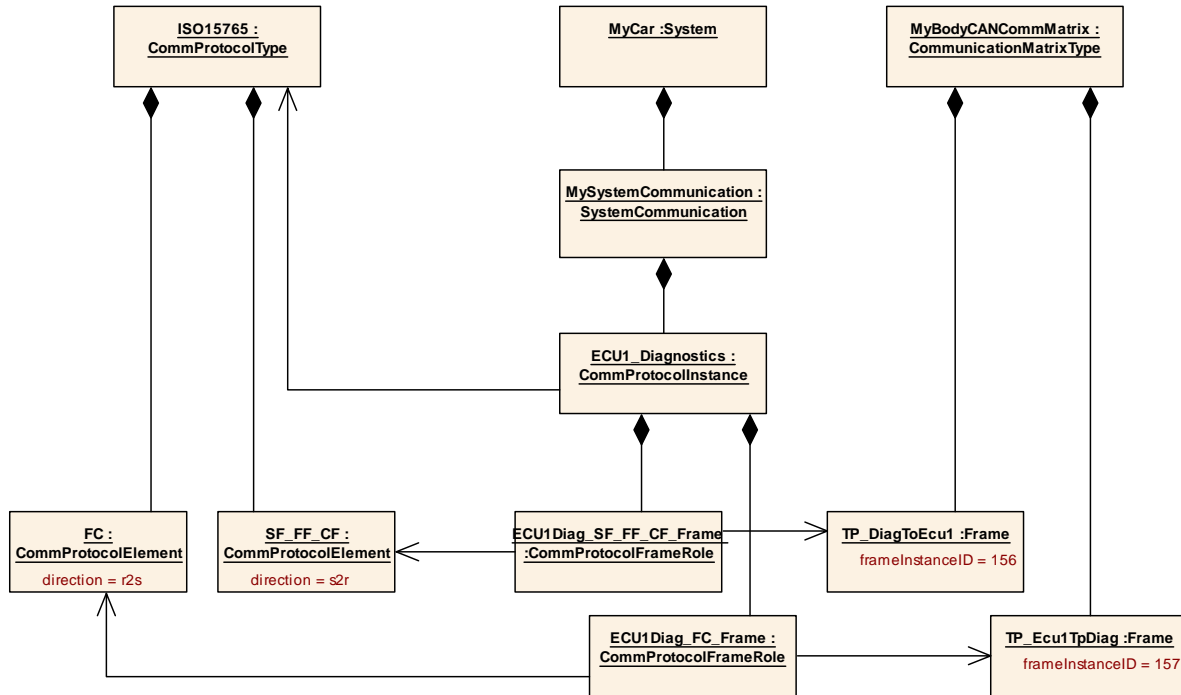 ISO15765 :
CommProtocolType
MyCar :System
MyBodyCANCommMatrix :
CommunicationMatrixType
MySystemCommunication :
SystemCommunication
ECU1_Diagnostics :
CommProtocolInstance
FC :
CommProtocolElement
direction = r2s
SF_FF_CF :
CommProtocolElement
direction = s2r
ECU1Diag_SF_FF_CF_Frame
:CommProtocolFrameRole
TP_DiagToEcu1 :Frame
frameInstanceID = 156
ECU1Diag_FC_Frame :
CommProtocolFrameRole
TP_Ecu1TpDiag :Frame
frameInstanceID = 157